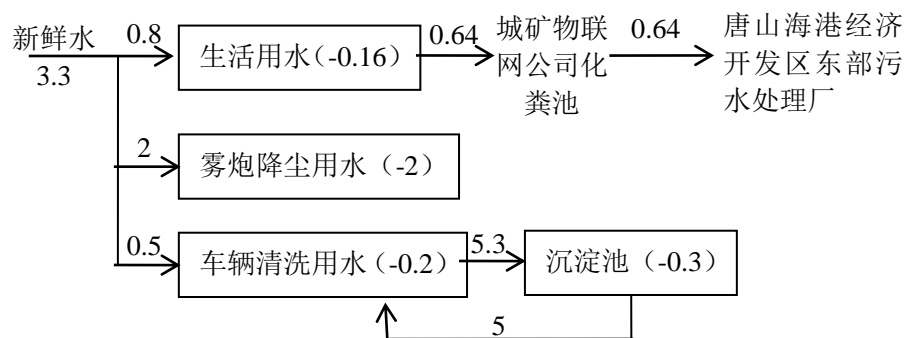 新鲜水
3.3
0.8
生活用水（-0.16）
0.64
城矿物联
网公司化
粪池
0.64
唐山海港经济
开发区东部污
水处理厂
2
雾炮降尘用水（-2）
0.5
车辆清洗用水（-0.2）
5.3
沉淀池（-0.3）
5